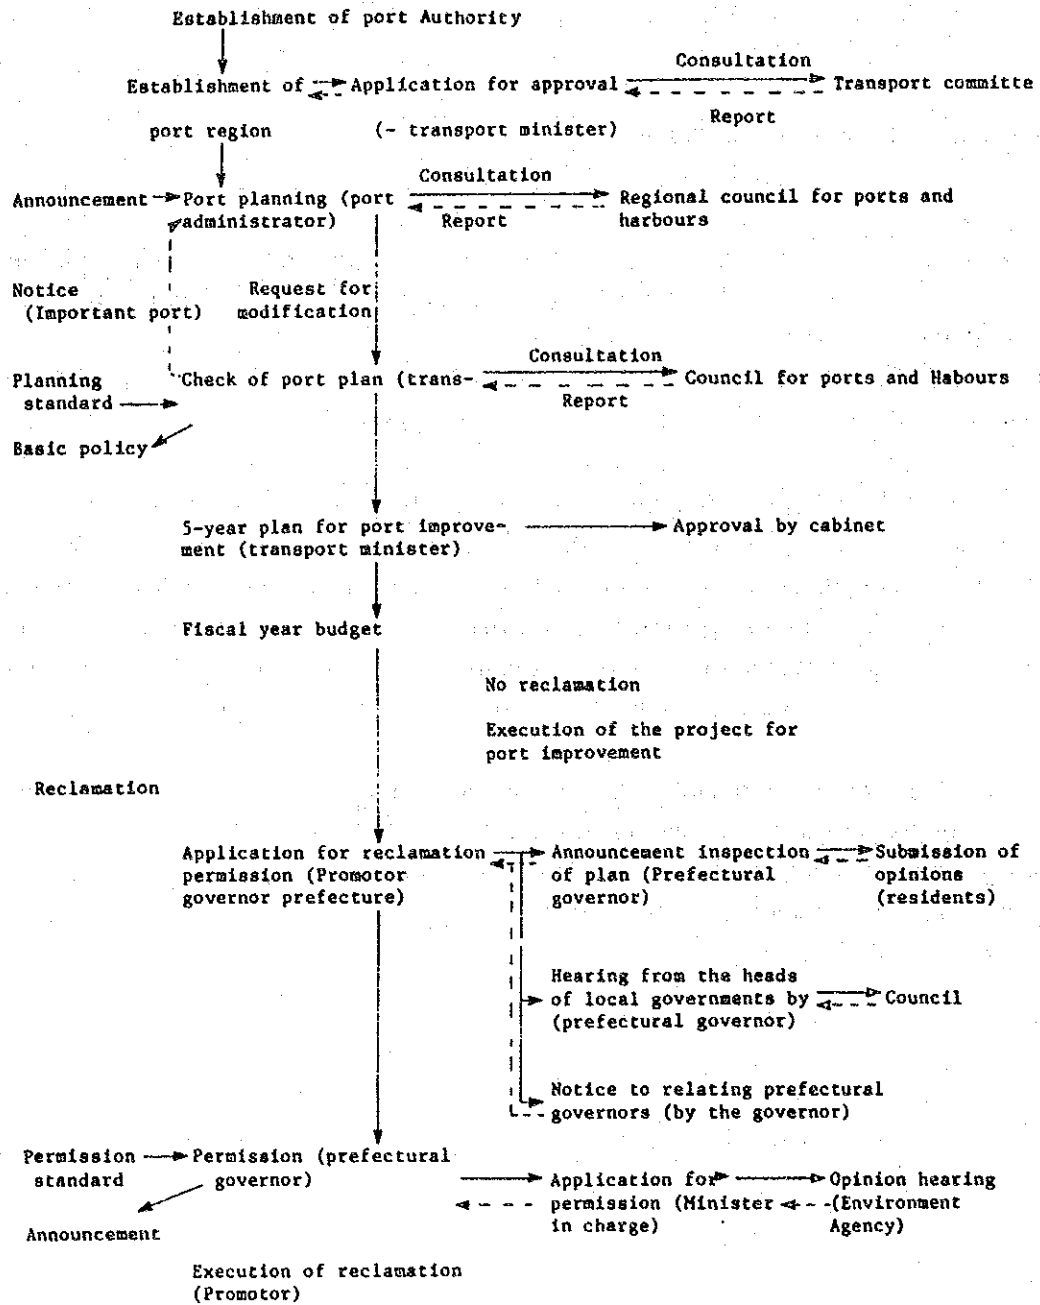 Establishment of port Authority
Consultation
Establishment of Application for approval Transport committe
Report
port region (- transport minister)
Consultation
Announcement Port planning (port Regional council for ports and
administrator) Report harbours
Notice Request for
(Important port) modification
Consultation
Planning Check of port plan (trans- Council for ports and Habours
standard Report
Basic policy
5-year plan for port improve- Approval by cabinet
ment (transport minister)
Fiscal year budget
No reclamation
Execution of the project for
port improvement
Reclamation
Application for reclamation Announcement inspection Submission of
permission (Promotor of plan (Prefectural opinions
governor prefecture) governor) (residents)
Hearing from the heads
of local governments by Council
(prefectural governor)
Notice to relating prefectural
governors (by the governor)
Permission Permission (prefectural
standard governor) Application for Opinion hearing
permission (Minister (Environment
in charge) Agency)
Announcement
Execution of reclamation
(Promotor)